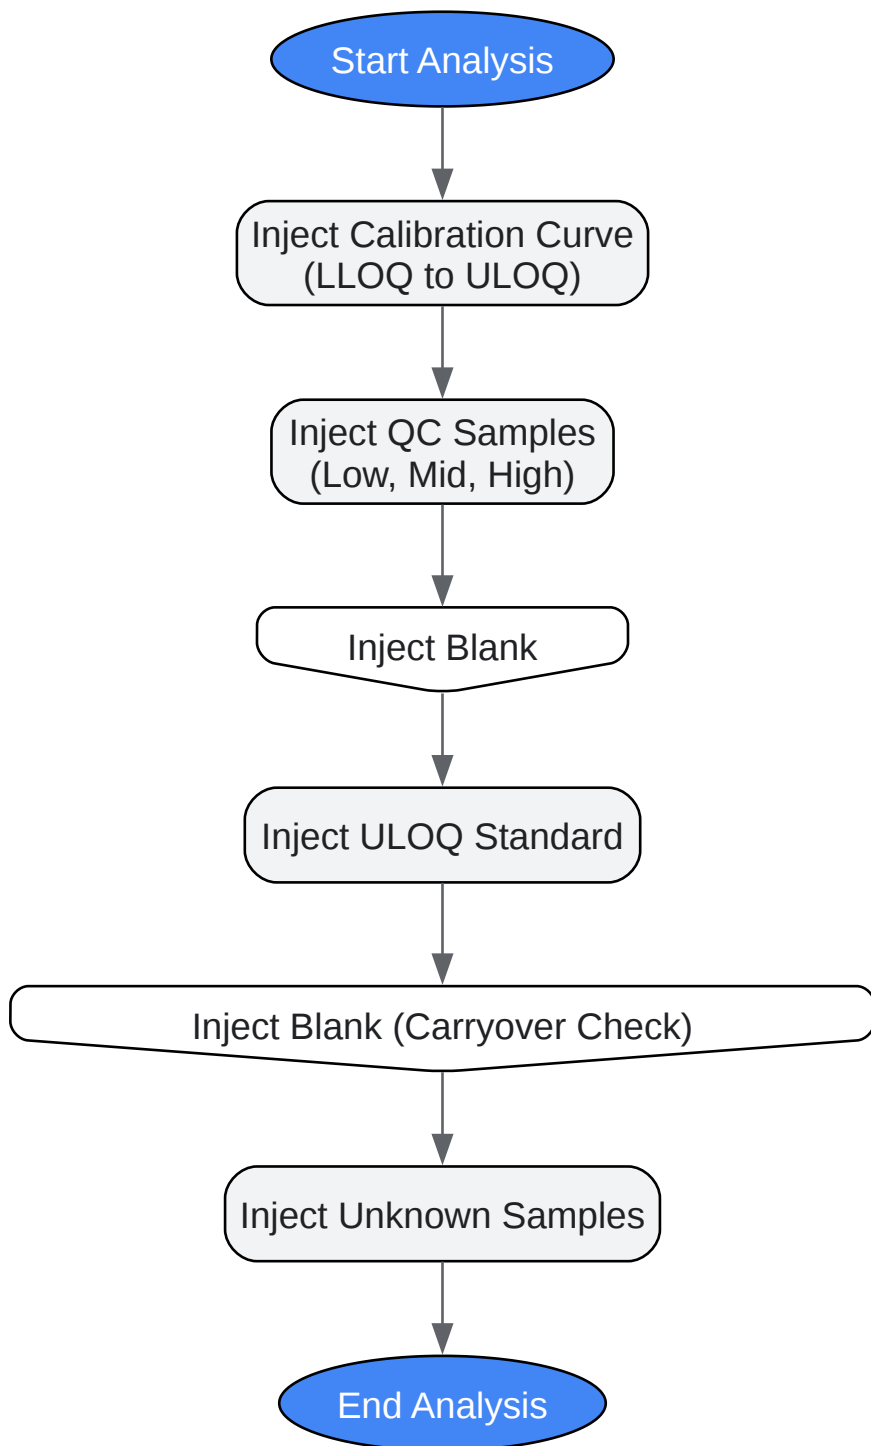 Start Analysis
Inject Calibration Curve
(LLOQ to ULOQ)
Inject QC Samples
(Low, Mid, High)
Inject Blank
Inject ULOQ Standard
Inject Blank (Carryover Check)
Inject Unknown Samples
End Analysis